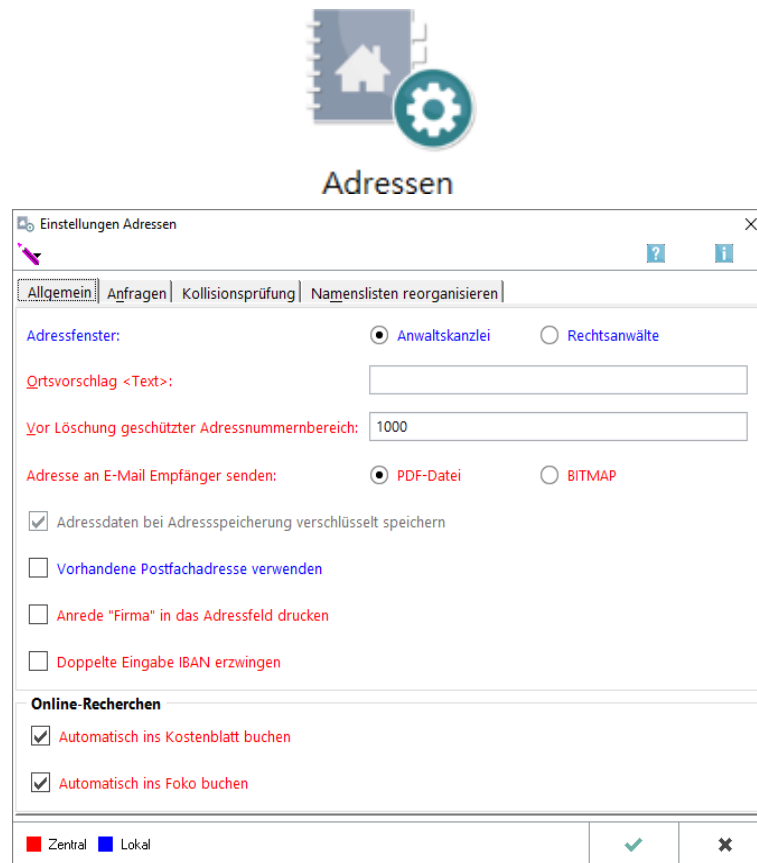 Adressen
Einstellungen Adressen
? i
Allgemein Anfragen Kollisionsprüfung Namenslisten reorganisieren
Adressfenster: Anwaltskanzlei Rechtsanwälte
Ortsvorschlag <Text>:
Vor Löschung geschützter Adressnummernbereich: 1000
Adresse an E-Mail Empfänger senden: PDF-Datei BITMAP
Adressdaten bei Adressspeicherung verschlüsselt speichern
Vorhandene Postfachadresse verwenden
Anrede "Firma" in das Adressfeld drucken
Doppelte Eingabe IBAN erzwingen
Online-Recherchen
Automatisch ins Kostenblatt buchen
Automatisch ins Foko buchen
Zentral Lokal